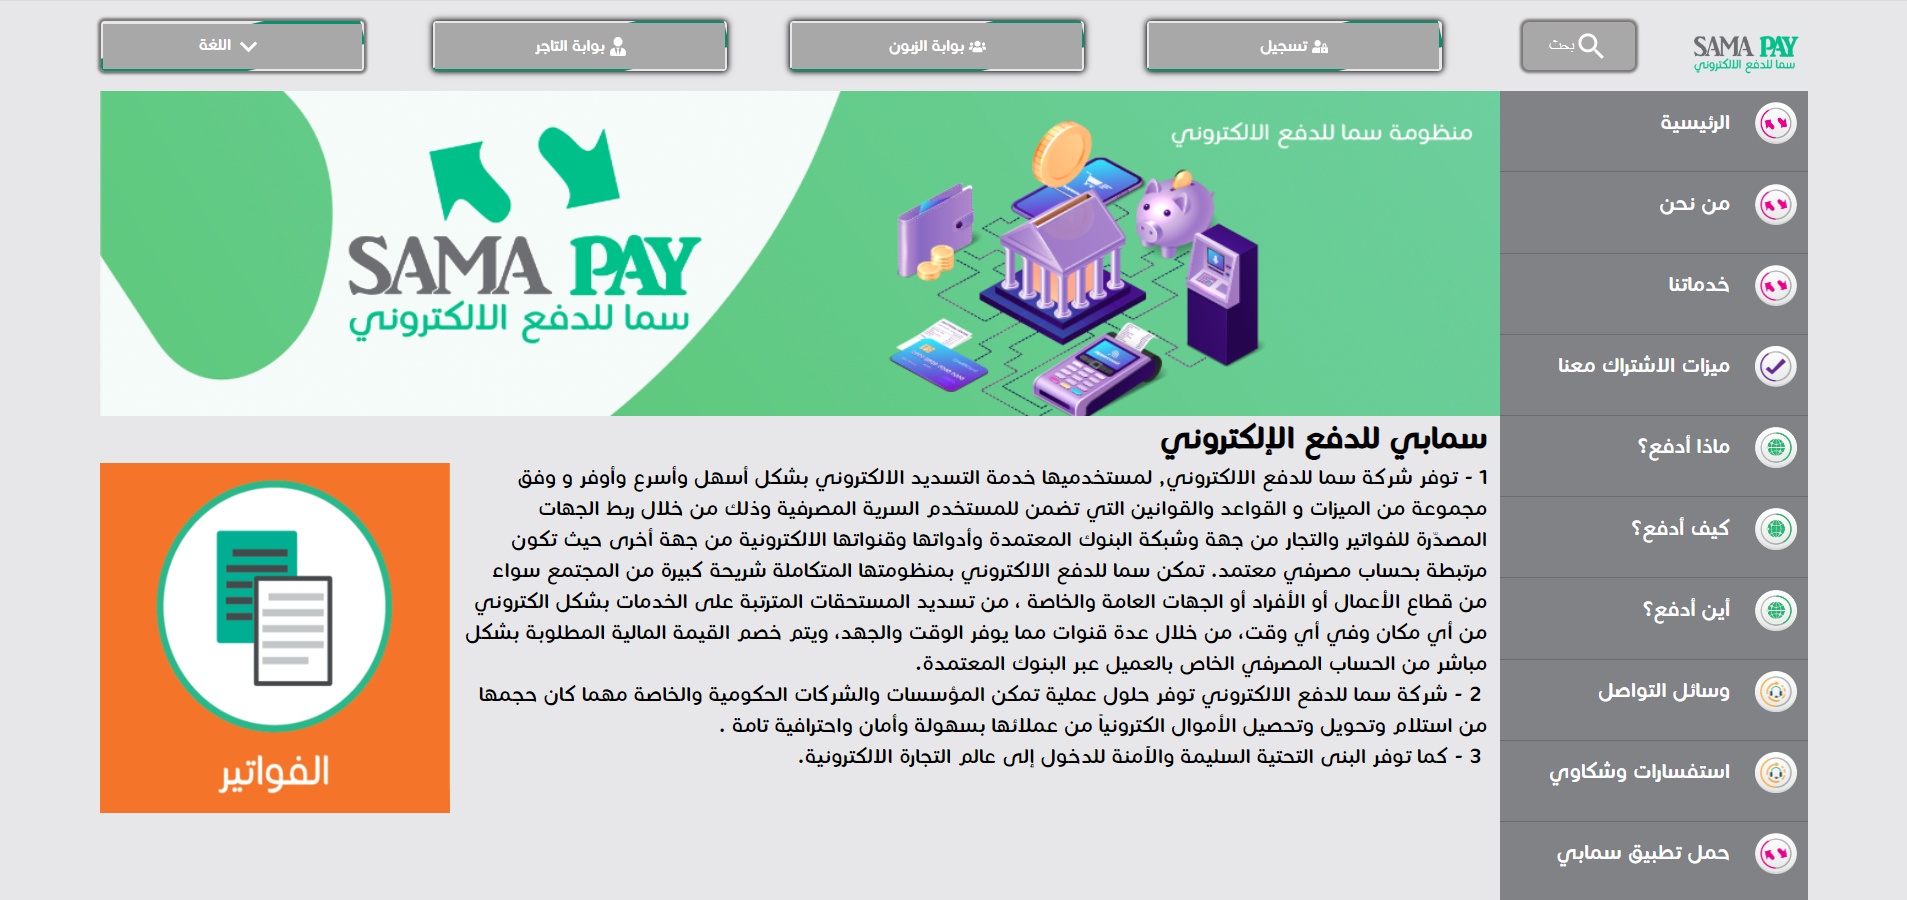 SAMA PAY
سما للدفع الالكتروني
بحث
تسجيل
بوابة الزبون
بوابة التاجر
اللغة
الرئيسية
من نحن
خدماتنا
ميزات الاشتراك معنا
ماذا أدفع؟
كيف أدفع؟
أين أدفع؟
وسائل التواصل
استفسارات وشكاوي
حمل تطبيق سمابي
منظومة سما للدفع الالكتروني
SAMA PAY
سما للدفع الالكتروني
سمابي للدفع الإلكتروني
1 - توفر شركة سما للدفع الالكتروني, لمستخدميها خدمة التسديد الالكتروني بشكل أسهل وأسرع وأوفر و وفق
مجموعة من الميزات و القواعد والقوانين التي تضمن للمستخدم السرية المصرفية وذلك من خلال ربط الجهات
المصدّرة للفواتير والتجار من جهة وشبكة البنوك المعتمدة وأدواتها وقنواتها الالكترونية من جهة أخرى حيث تكون
مرتبطة بحساب مصرفي معتمد. تمكن سما للدفع الالكتروني بمنظومتها المتكاملة شريحة كبيرة من المجتمع سواء
من قطاع الأعمال أو الأفراد أو الجهات العامة والخاصة ، من تسديد المستحقات المترتبة على الخدمات بشكل الكتروني
من أي مكان وفي أي وقت، من خلال عدة قنوات مما يوفر الوقت والجهد، ويتم خصم القيمة المالية المطلوبة بشكل
مباشر من الحساب المصرفي الخاص بالعميل عبر البنوك المعتمدة.
2 - شركة سما للدفع الالكتروني توفر حلول عملية تمكن المؤسسات والشركات الحكومية والخاصة مهما كان حجمها
من استلام وتحويل وتحصيل الأموال الكترونياً من عملائها بسهولة وأمان واحترافية تامة .
3 - كما توفر البنى التحتية السليمة والآمنة للدخول إلى عالم التجارة الالكترونية.
الفواتير